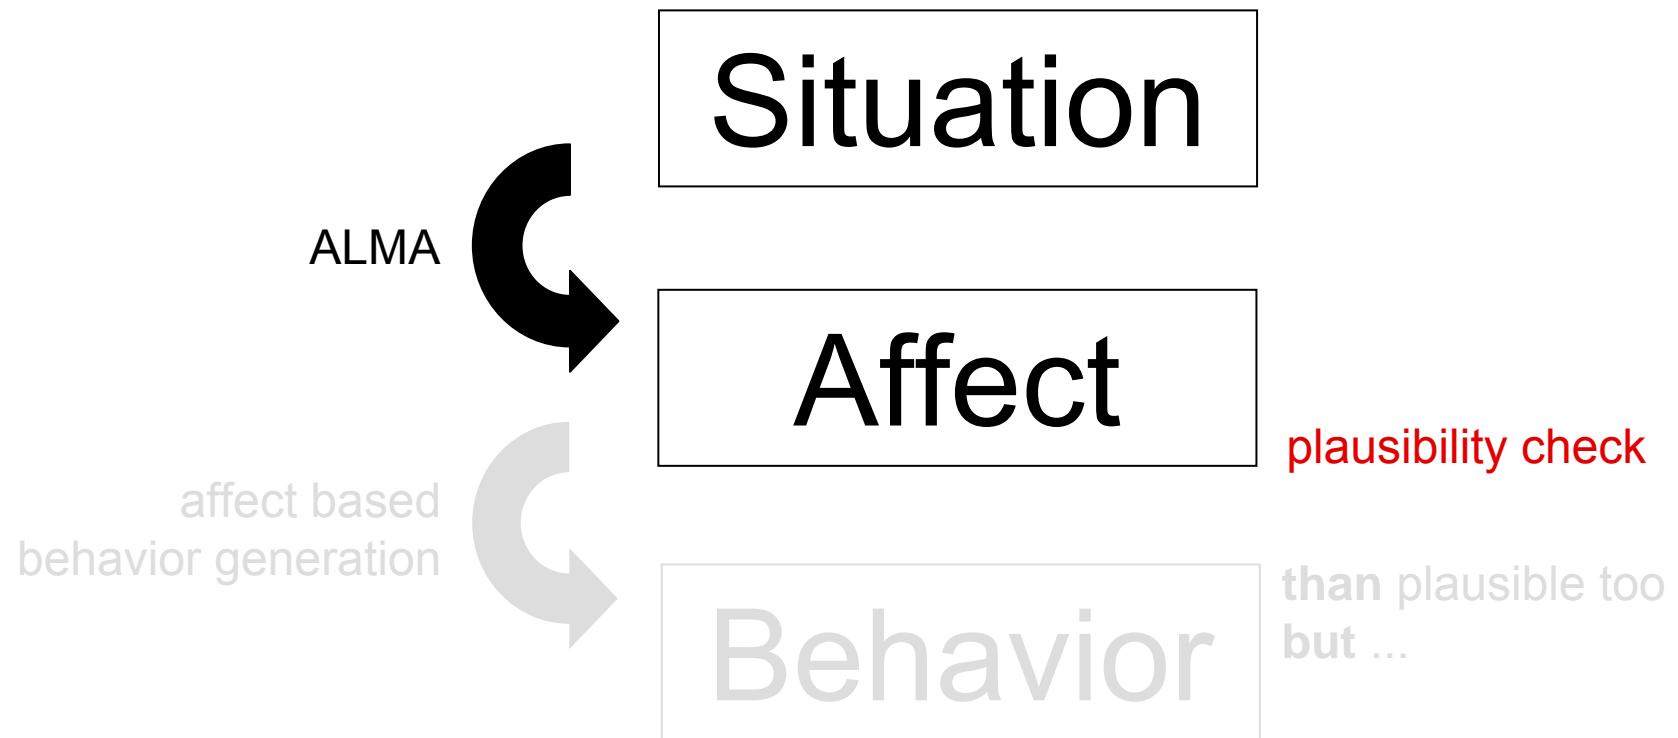 Situation
ALMA
Affect
plausibility check
affect based
behavior generation
Behavior
than plausible too
but ...